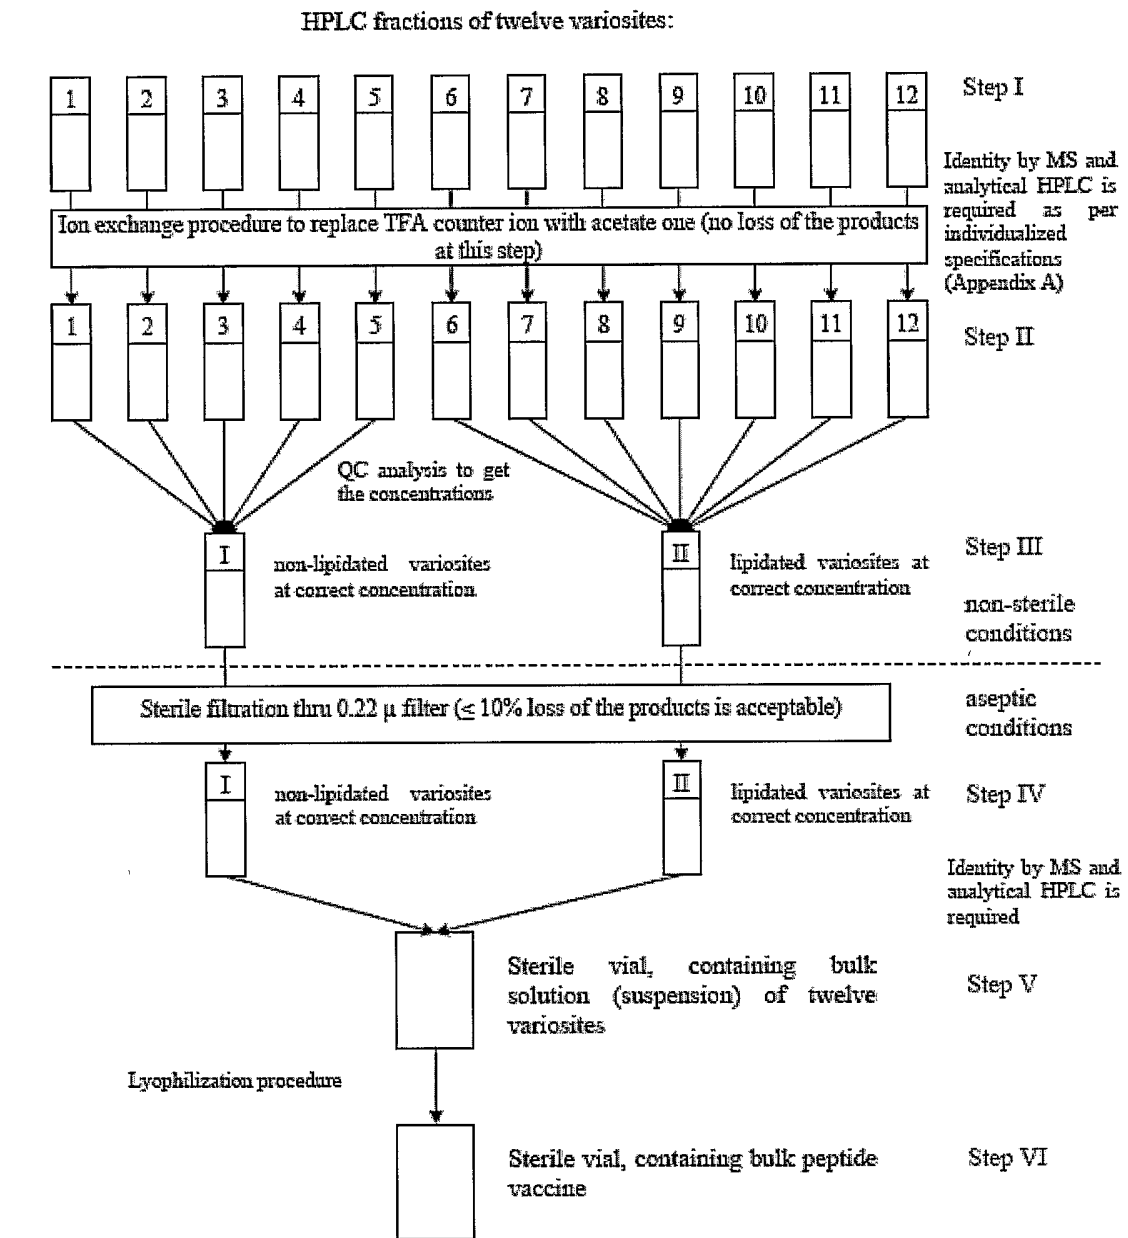 HPLC fractions of twelve variosites:
1 2 3 4 5 6 7 8 9 10 11 12
Step I
Identity by MS and
analytical HPLC is
required as per
individualized
specifications
(Appendix A)
Ion exchange procedure to replace TFA counter ion with acetate one (no loss of the products
at this step)
1 2 3 4 5 6 7 8 9 10 11 12
Step II
QC analysis to get
the concentrations
I
non-lipidated variosites
at correct concentration
II
lipidated variosites at
correct concentration
Step III
non-sterile
conditions
Sterile filtration thru 0.22 μ filter (≤ 10% loss of the products is acceptable)
aseptic
conditions
I
non-lipidated variosites
at correct concentration
II
lipidated variosites at
correct concentration
Step IV
Identity by MS and
analytical HPLC is
required
Sterile vial, containing bulk
solution (suspension) of twelve
variosites
Step V
Lyophilization procedure
Sterile vial, containing bulk peptide
vaccine
Step VI